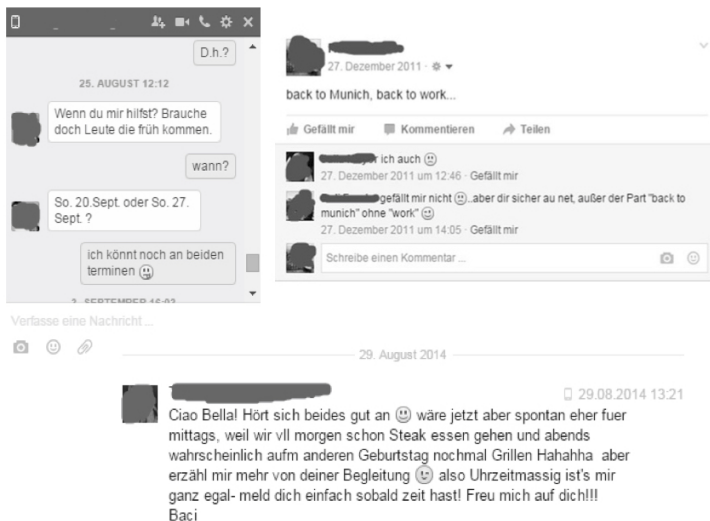 D.h.?
25. AUGUST 12:12
Wenn du mir hilfst? Brauche
doch Leute die früh kommen.
wann?
So. 20.Sept. oder So. 27.
Sept. ?
ich könnt noch an beiden
terminen
2. SEPTEMBER 16:03
Verfasse eine Nachricht ...
27. Dezember 2011 ·
back to Munich, back to work...
Gefällt mir Kommentieren Teilen
ich auch
27. Dezember 2011 um 12:46 · Gefällt mir
gefällt mir nicht ..aber dir sicher au net, außer der Part "back to
munich" ohne "work"
27. Dezember 2011 um 14:05 · Gefällt mir
Schreibe einen Kommentar ...
29. August 2014
29.08.2014 13:21
Ciao Bella! Hört sich beides gut an wäre jetzt aber spontan eher fuer
mittags, weil wir vll morgen schon Steak essen gehen und abends
wahrscheinlich aufm anderen Geburtstag nochmal Grillen Hahahha aber
erzähl mir mehr von deiner Begleitung also Uhrzeitmassig ist's mir
ganz egal- meld dich einfach sobald zeit hast! Freu mich auf dich!!!
Baci